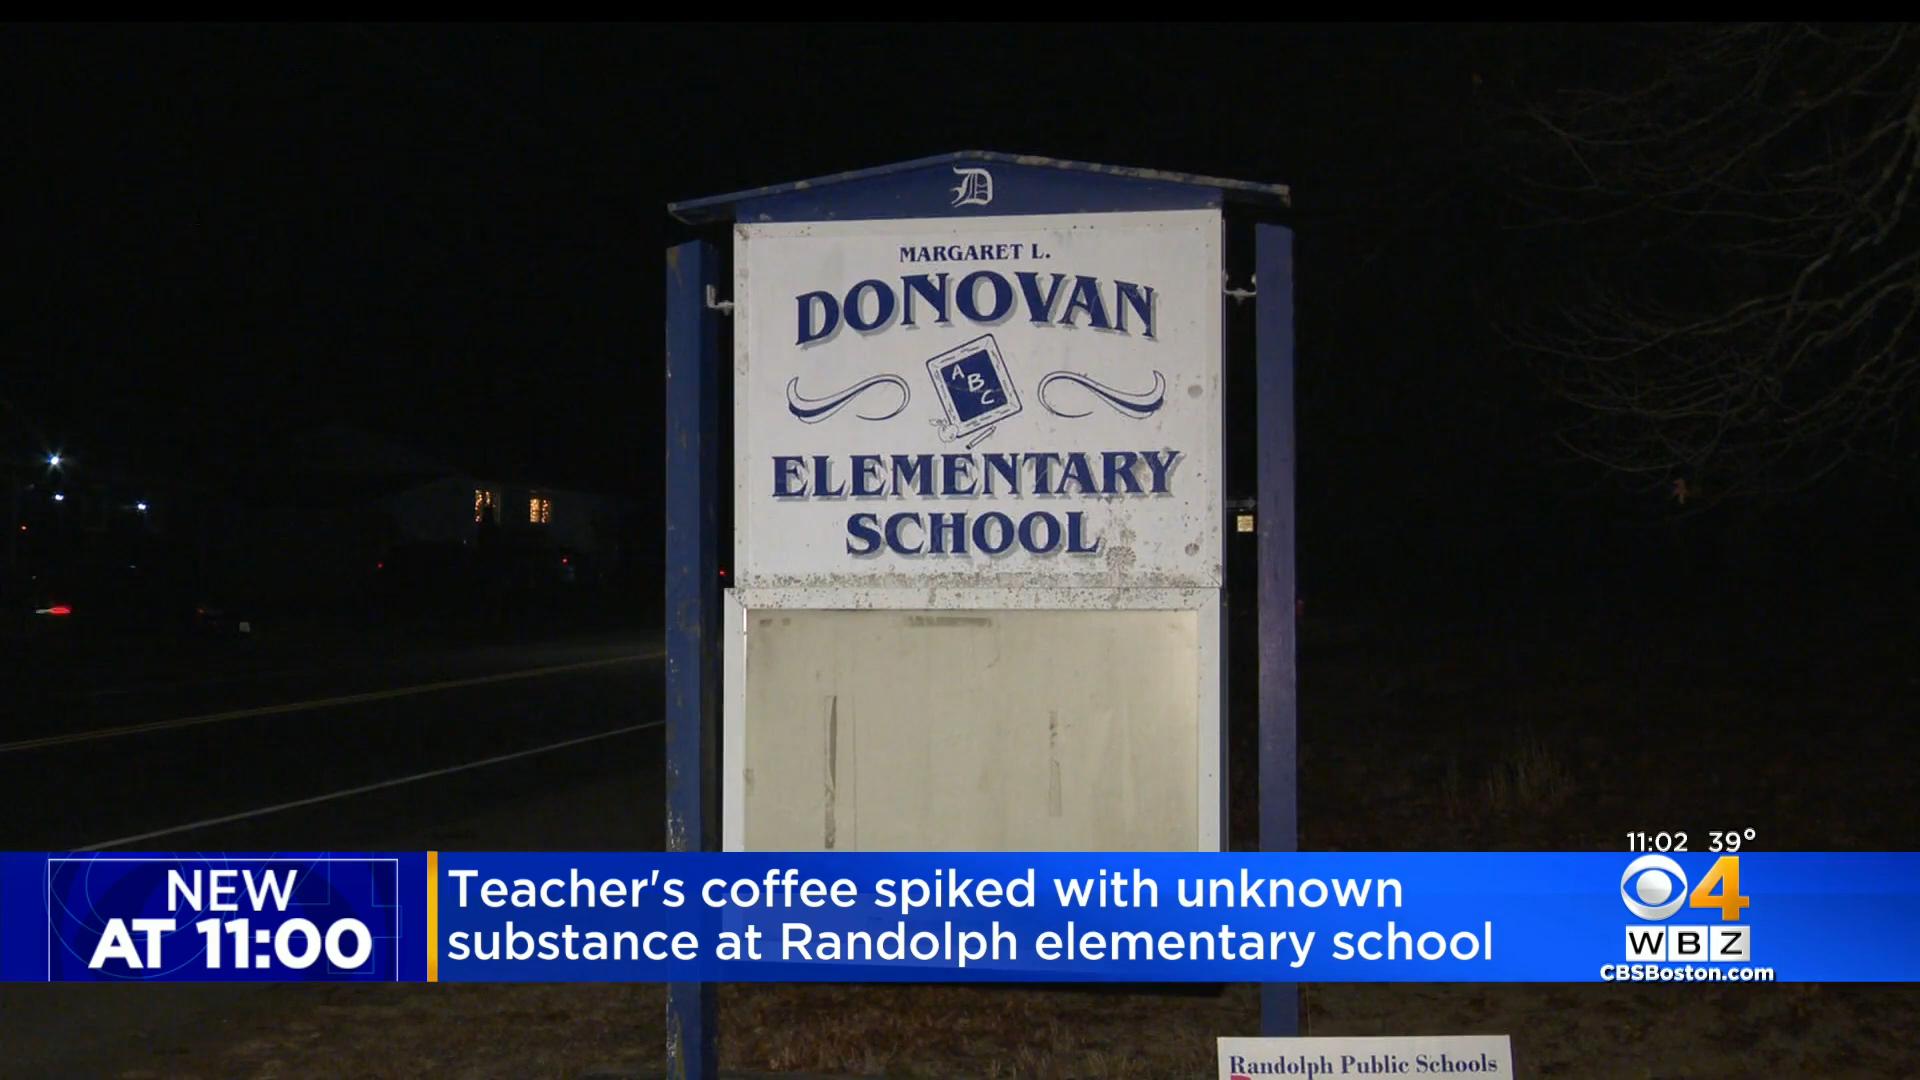 D
MARGARET L.
DONOVAN
A
B
C
ELEMENTARY
SCHOOL
11:02 39°
NEW
AT 11:00
Teacher's coffee spiked with unknown
substance at Randolph elementary school
4
WBZ
CBSBoston.com
Randolph Public Schools